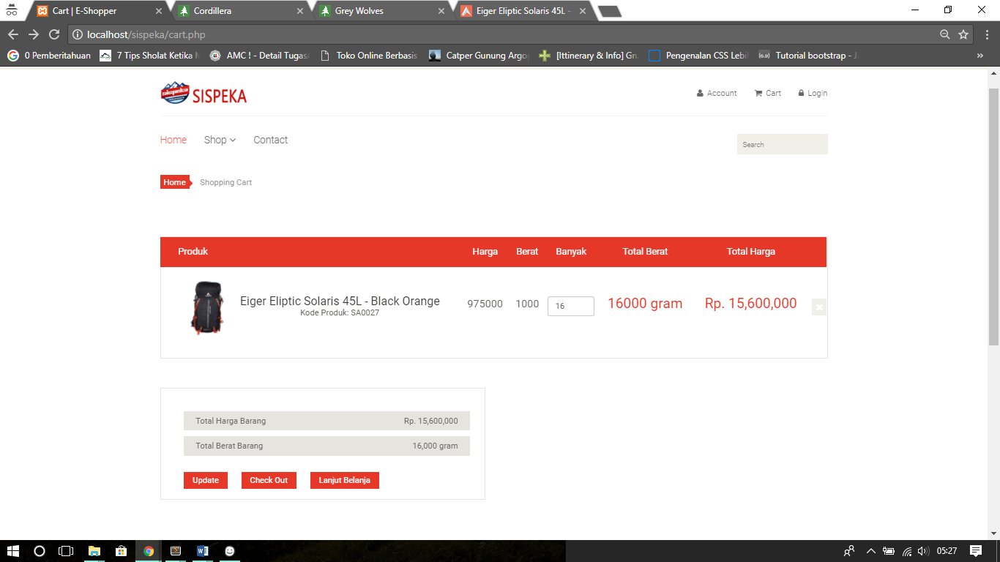 Cart | E-Shopper
Cordillera
Grey Wolves
Eiger Eliptic Solaris 45L -
localhost/sispeka/cart.php
0 Pemberitahuan
7 Tips Sholat Ketika
AMC ! - Detail Tugas
Toko Online Berbasis
Catper Gunung Argo
[Ittinerary & Info] Gn.
Pengenalan CSS Lebi
Tutorial bootstrap - J
»
SISPEKA
Account
Cart
Login
Home
Shop
Contact
Search
Home
Shopping Cart
Produk
Harga
Berat
Banyak
Total Berat
Total Harga
Eiger Eliptic Solaris 45L - Black Orange
Kode Produk: SA0027
975000
1000
16
16000 gram
Rp. 15,600,000
Total Harga Barang
Rp. 15,600,000
Total Berat Barang
16,000 gram
Update
Check Out
Lanjut Belanja
05:27